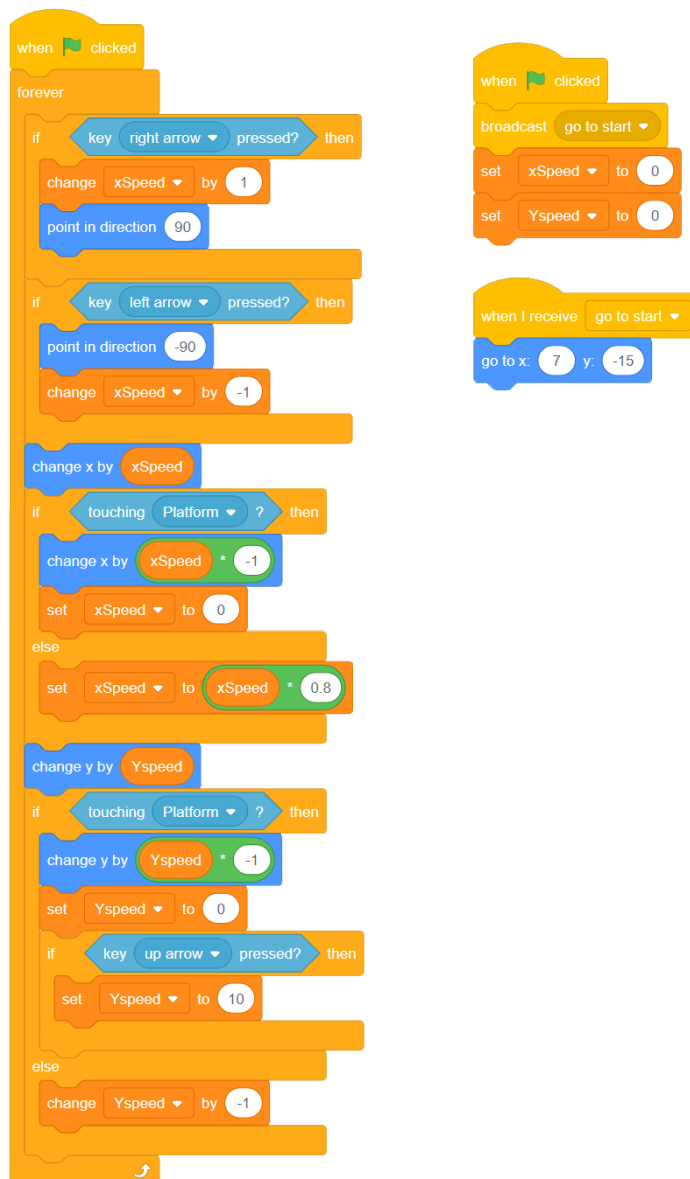 when clicked
forever
if key right arrow pressed? then
change xSpeed by 1
point in direction 90
if key left arrow pressed? then
point in direction -90
change xSpeed by -1
change x by xSpeed
if touching Platform ? then
change x by xSpeed * -1
set xSpeed to 0
else
set xSpeed to xSpeed * 0.8
change y by Yspeed
if touching Platform ? then
change y by Yspeed * -1
set Yspeed to 0
if key up arrow pressed? then
set Yspeed to 10
else
change Yspeed by -1
when clicked
broadcast go to start
set xSpeed to 0
set Yspeed to 0
when I receive go to start
go to x: 7 y: -15